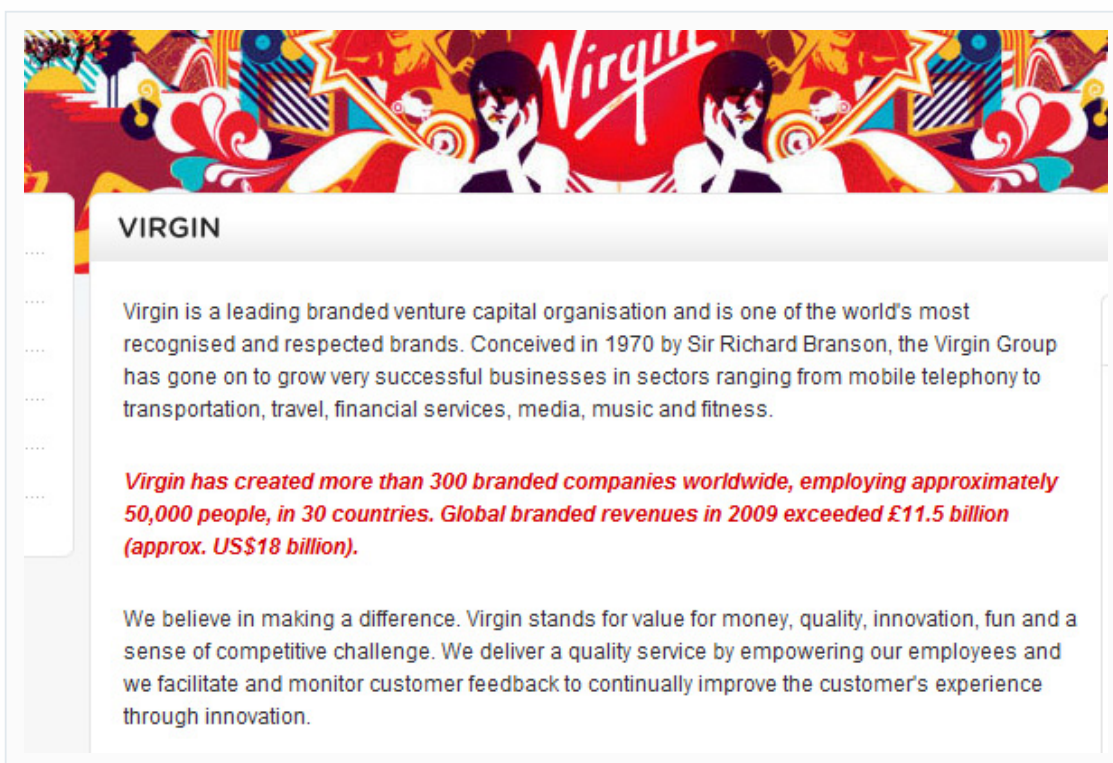 Virgin
VIRGIN
Virgin is a leading branded venture capital organisation and is one of the world's most
recognised and respected brands. Conceived in 1970 by Sir Richard Branson, the Virgin Group
has gone on to grow very successful businesses in sectors ranging from mobile telephony to
transportation, travel, financial services, media, music and fitness.
Virgin has created more than 300 branded companies worldwide, employing approximately
50,000 people, in 30 countries. Global branded revenues in 2009 exceeded £11.5 billion
(approx. US$18 billion).
We believe in making a difference. Virgin stands for value for money, quality, innovation, fun and a
sense of competitive challenge. We deliver a quality service by empowering our employees and
we facilitate and monitor customer feedback to continually improve the customer's experience
through innovation.